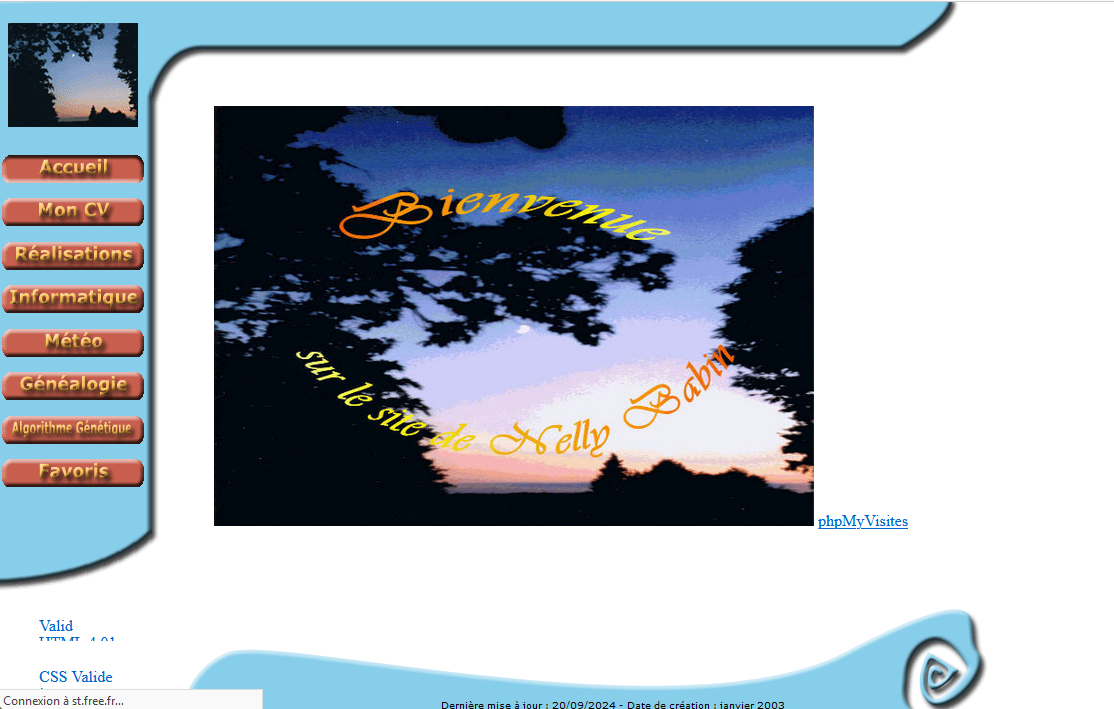 Accueil
Mon CV
Réalisations
Informatique
Météo
Généalogie
Algorithme Génétique
Favoris
Bienvenue
sur le site de Nelly Babin
phpMyVisites
Valid
HTML 4.01
CSS Valide
Connexion à st.free.fr...
Dernière mise à jour : 20/09/2024 - Date de création : janvier 2003